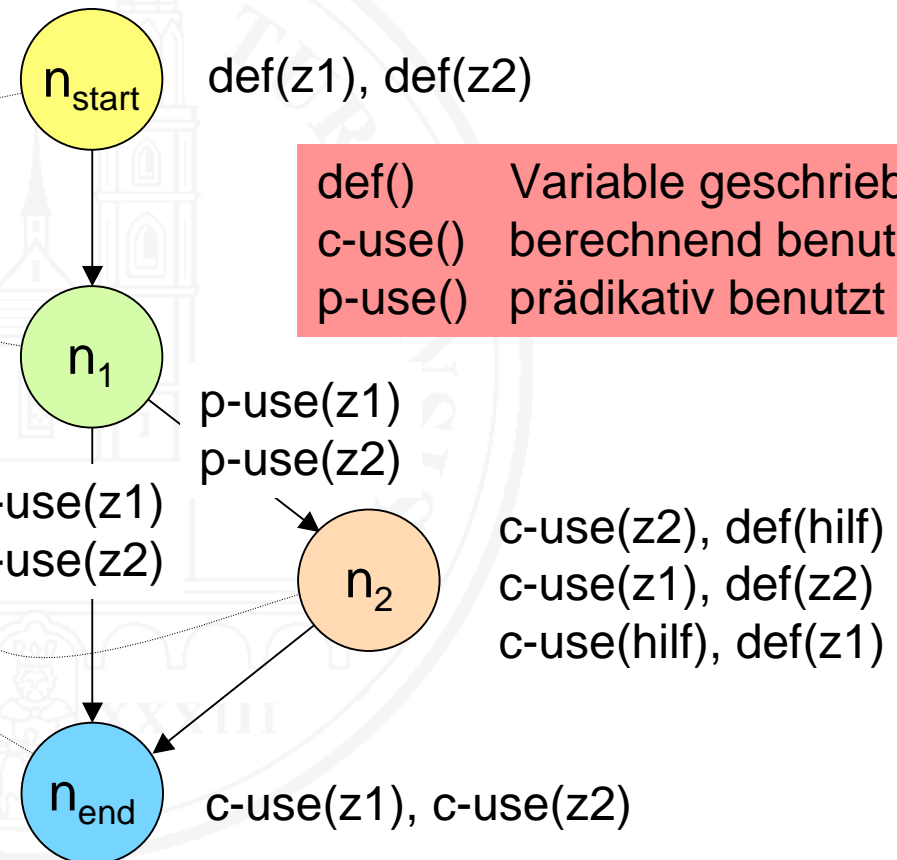 n_start
def(z1), def(z2)
def() Variable geschrieb
c-use() berechnend benut
p-use() prädikativ benutzt
n_1
p-use(z1)
p-use(z2)
-use(z1)
-use(z2)
n_2
c-use(z2), def(hilf)
c-use(z1), def(z2)
c-use(hilf), def(z1)
n_end
c-use(z1), c-use(z2)